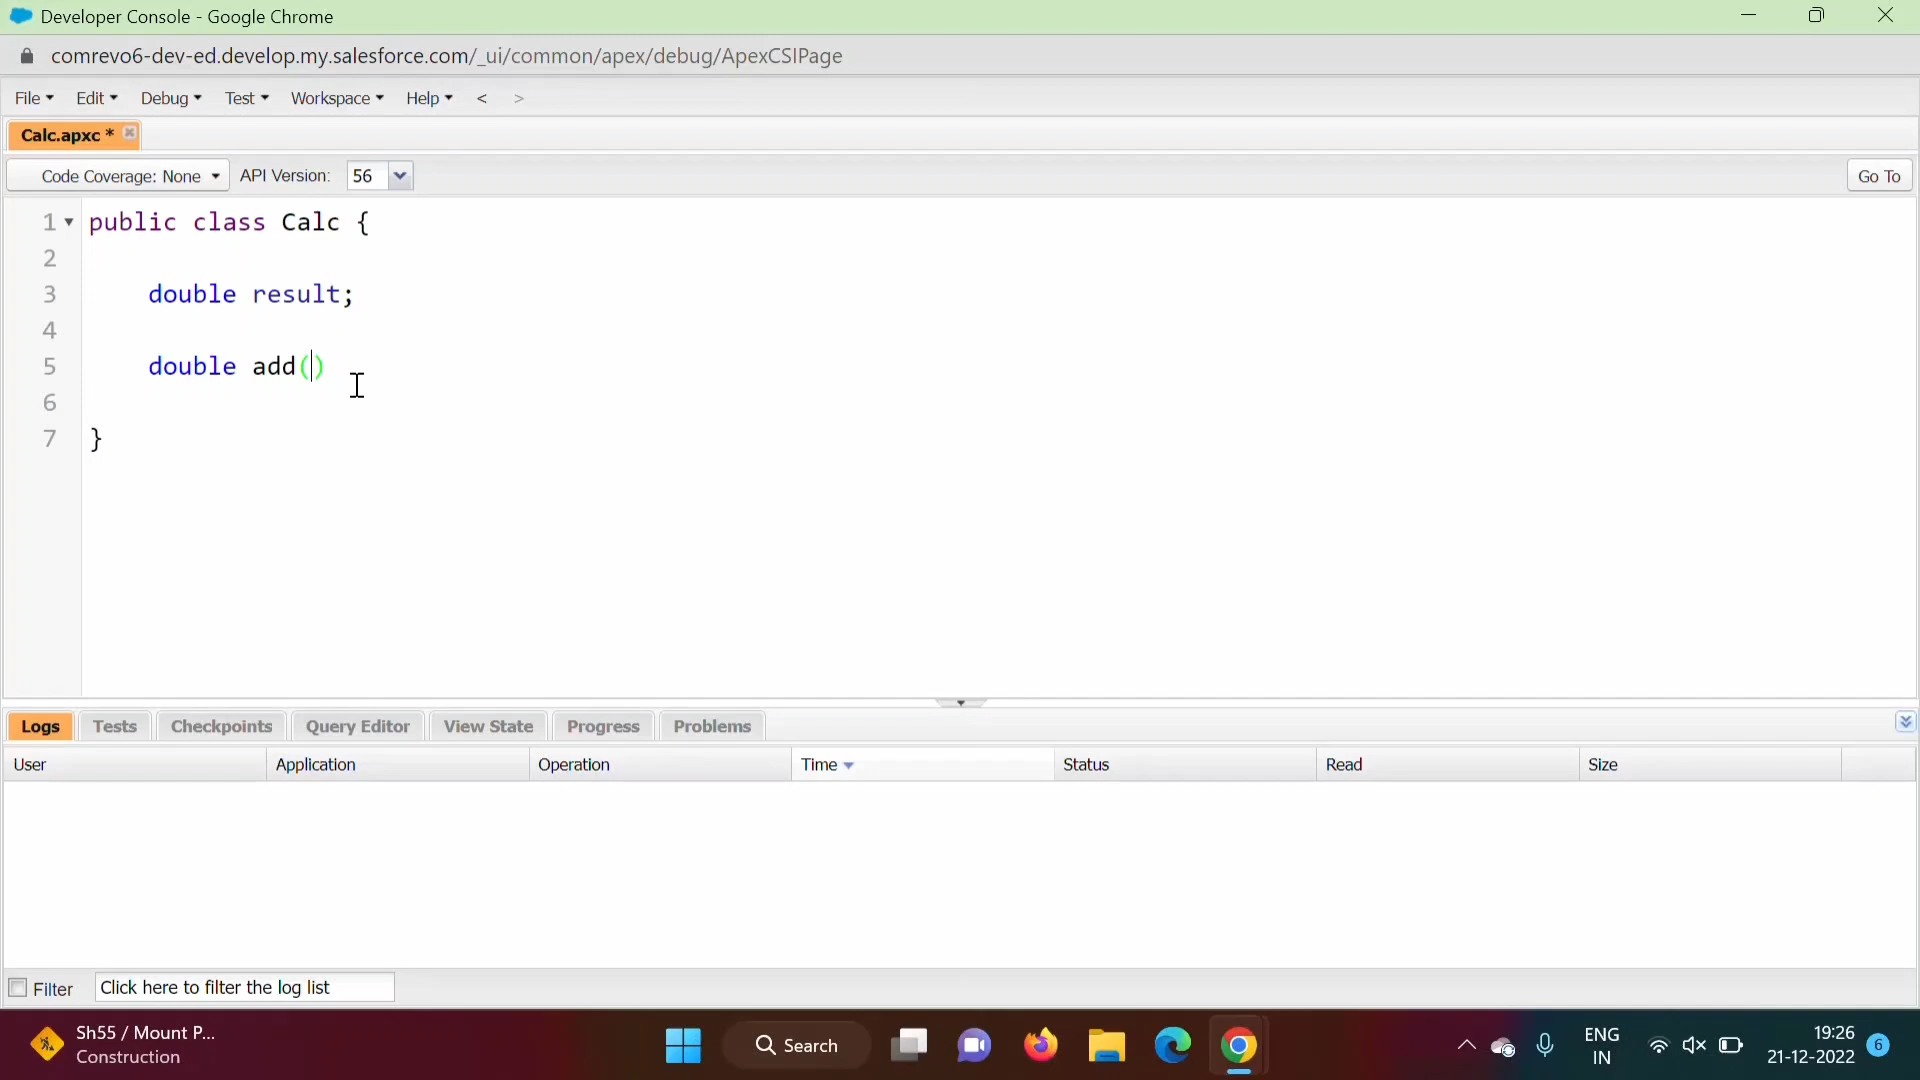 Developer Console - Google Chrome
comrevo6-dev-ed.develop.my.salesforce.com/_ui/common/apex/debug/ApexCSIPage
File Edit Debug Test Workspace Help < >
Calc.apxc *
Code Coverage: None API Version: 56 Go To
1 public class Calc {
2
3 double result;
4
5 double add()
6
7 }
Logs Tests Checkpoints Query Editor View State Progress Problems
User Application Operation Time Status Read Size
Filter Click here to filter the log list
Sh55 / Mount P...
Construction
Search
ENG
IN
19:26
21-12-2022
6